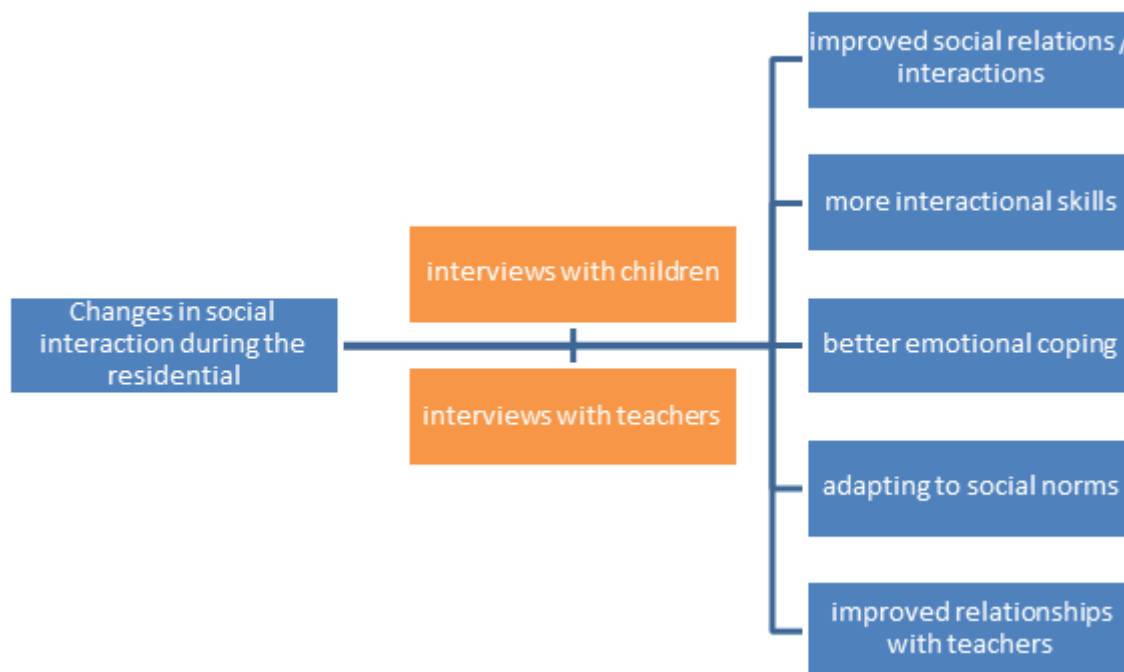 Changes in social
interaction during the
residential
interviews with children
interviews with teachers
improved social relations /
interactions
more interactional skills
better emotional coping
adapting to social norms
improved relationships
with teachers